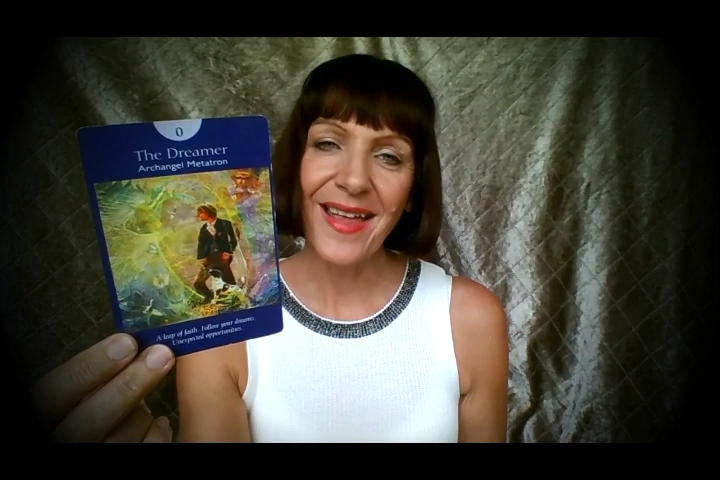 0
The Dreamer
Archangel Metatron
A leap of faith. Follow your dreams.
Unexpected opportunities.